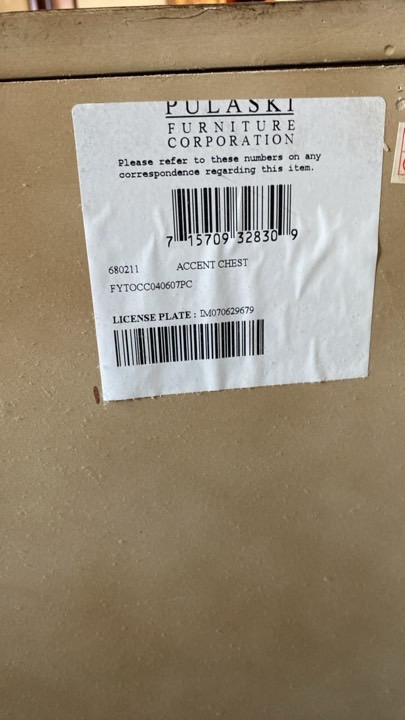 PULASKI
FURNITURE
CORPORATION
Please refer to these numbers on any
correspondence regarding this item.
7 15709 32830 9
680211 ACCENT CHEST
FYTOCC040607PC
LICENSE PLATE : IM070629679